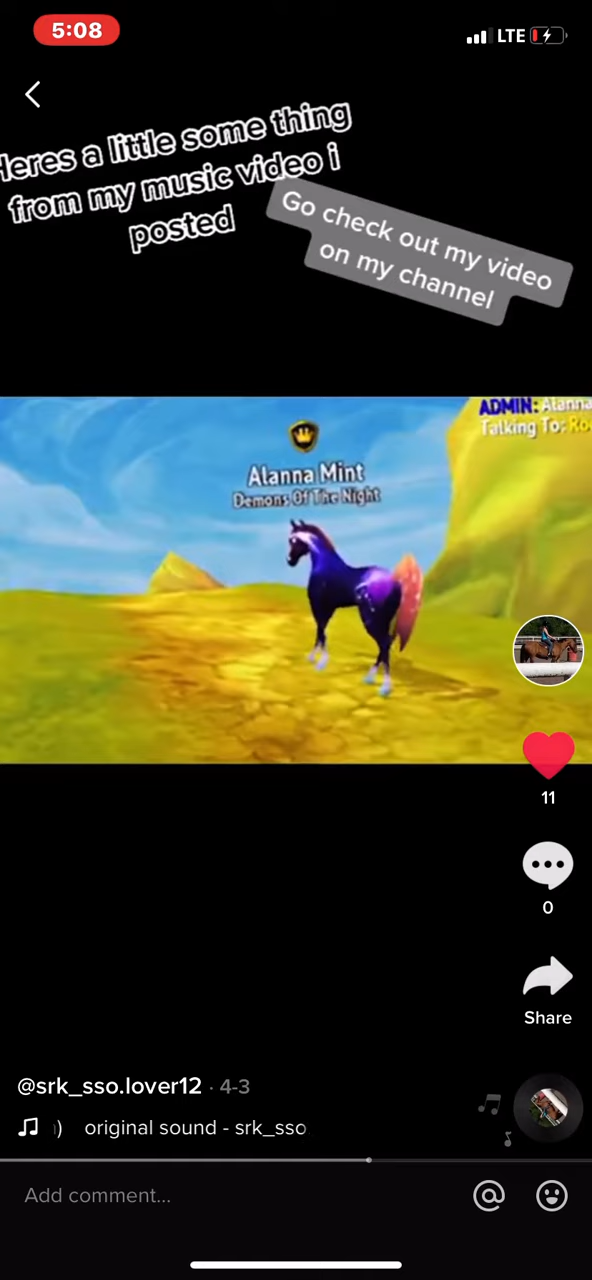 5:08
LTE
Heres a little some thing
from my music video i
posted
Go check out my video
on my channel
ADMIN: Alanna
Talking To:
Alanna Mint
Demons Of The Night
11
0
Share
@srk_sso.lover12 · 4-3
original sound - srk_sso
Add comment...